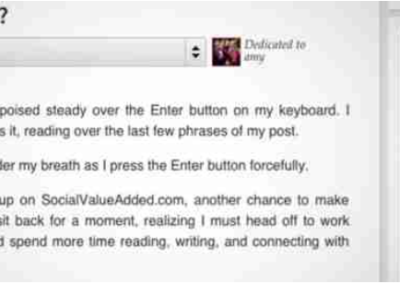 ?
Dedicated to
amy
poised steady over the Enter button on my keyboard. I
s it, reading over the last few phrases of my post.
der my breath as I press the Enter button forcefully.
up on SocialValueAdded.com, another chance to make
sit back for a moment, realizing I must head off to work
d spend more time reading, writing, and connecting with